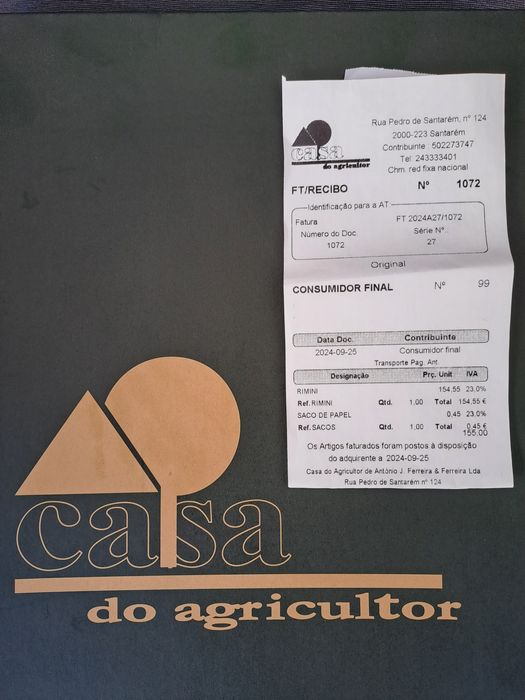 casa
do agricultor
Rua Pedro de Santarém, nº 124
2000-223 Santarém
Contribuinte : 502273747
Tel 243333401
Chm. red fixa nacional
FT/RECIBO Nº 1072
Identificação para a AT
Fatura FT 2024A27/1072
Número do Doc. Série Nº.
1072 27
Original
CONSUMIDOR FINAL Nº 99
Data Doc. Contribuinte
2024-09-25 Consumidor final
Transporte Pag. Ant.
Designação Prç. Unit IVA
RIMINI 154,55 23,0%
Ref. RIMINI Qtd. 1,00 Total 154,55 €
SACO DE PAPEL 0,45 23,0%
Ref. SACOS Qtd. 1,00 Total 0,45 €
155,00
Os Artigos faturados foram postos à disposição
do adquirente a 2024-09-25
Casa do Agricultor de António J. Ferreira & Ferreira Lda
Rua Pedro de Santarém nº 124
casa
do agricultor